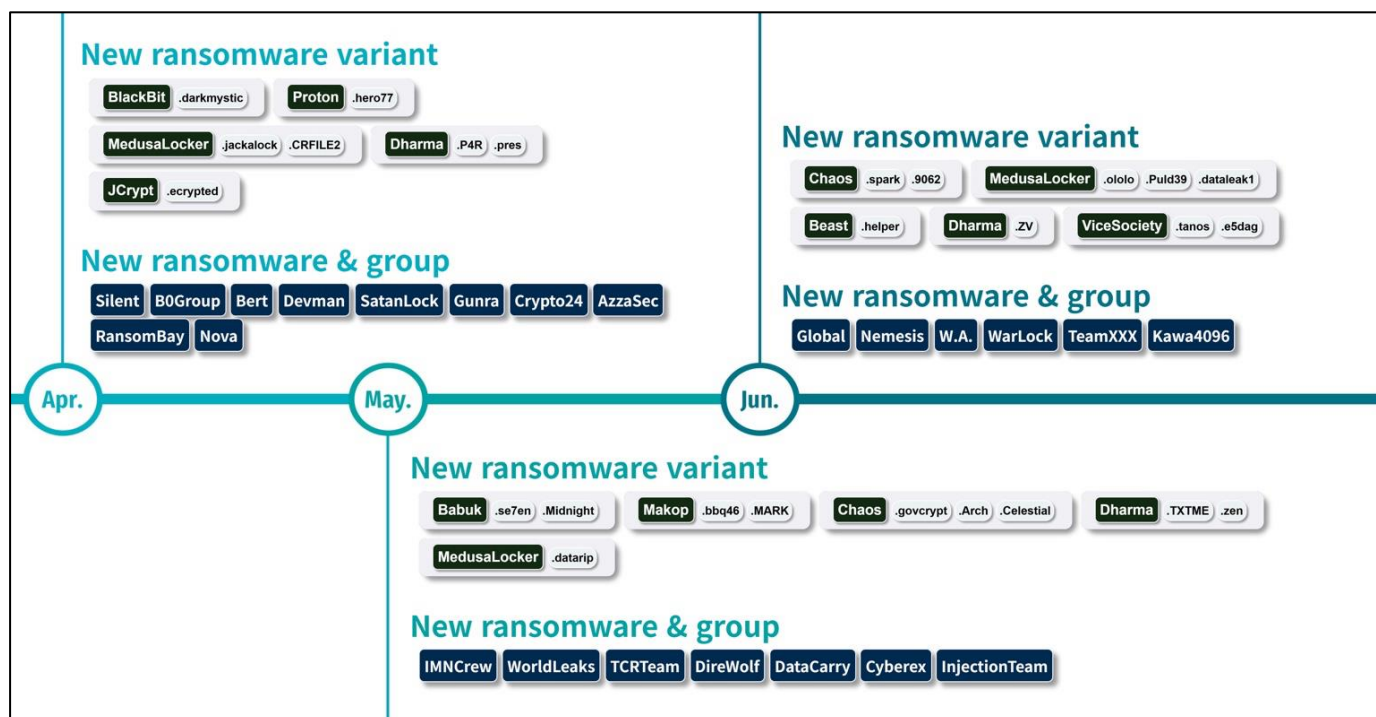 New ransomware variant
BlackBit .darkmystic Proton .hero77
MedusaLocker .jackalock .CRFILE2 Dharma .P4R .pres
JCrypt .ecrypted
New ransomware & group
Silent B0Group Bert Devman SatanLock Gunra Crypto24 AzzaSec
RansomBay Nova
New ransomware variant
Chaos .spark .9062 MedusaLocker .ololo .Puld39 .dataleak1
Beast .helper Dharma .ZV ViceSociety .tanos .e5dag
New ransomware & group
Global Nemesis W.A. WarLock TeamXXX Kawa4096
Apr. May. Jun.
New ransomware variant
Babuk .se7en .Midnight Makop .bbq46 .MARK Chaos .govcrypt .Arch .Celestial Dharma .TXTME .zen
MedusaLocker .datarip
New ransomware & group
IMNCrew WorldLeaks TCRTeam DireWolf DataCarry Cyberex InjectionTeam